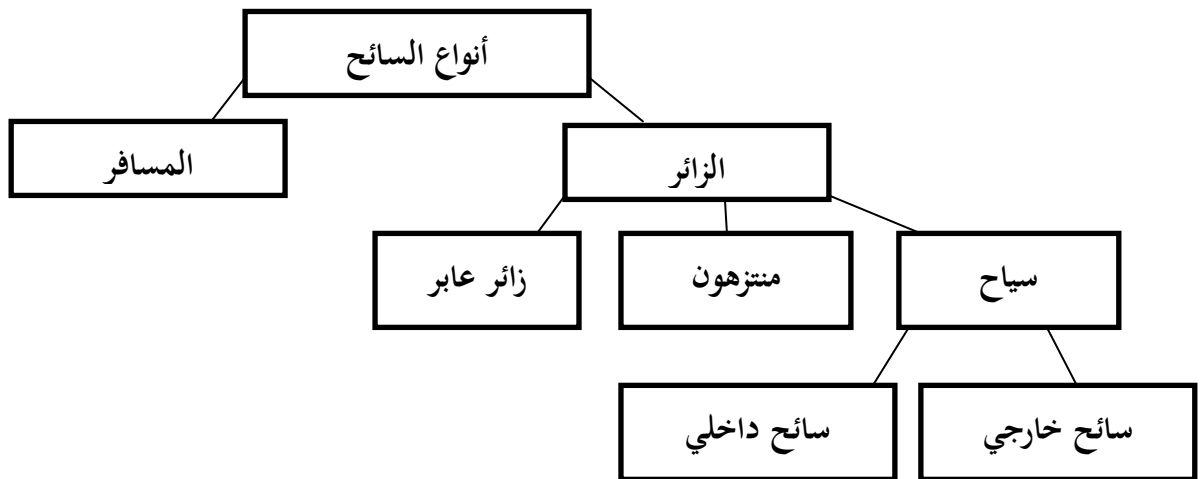 أنواع السائح
الزائر
المسافر
سياح
منتزهون
زائر عابر
سائح خارجي
سائح داخلي